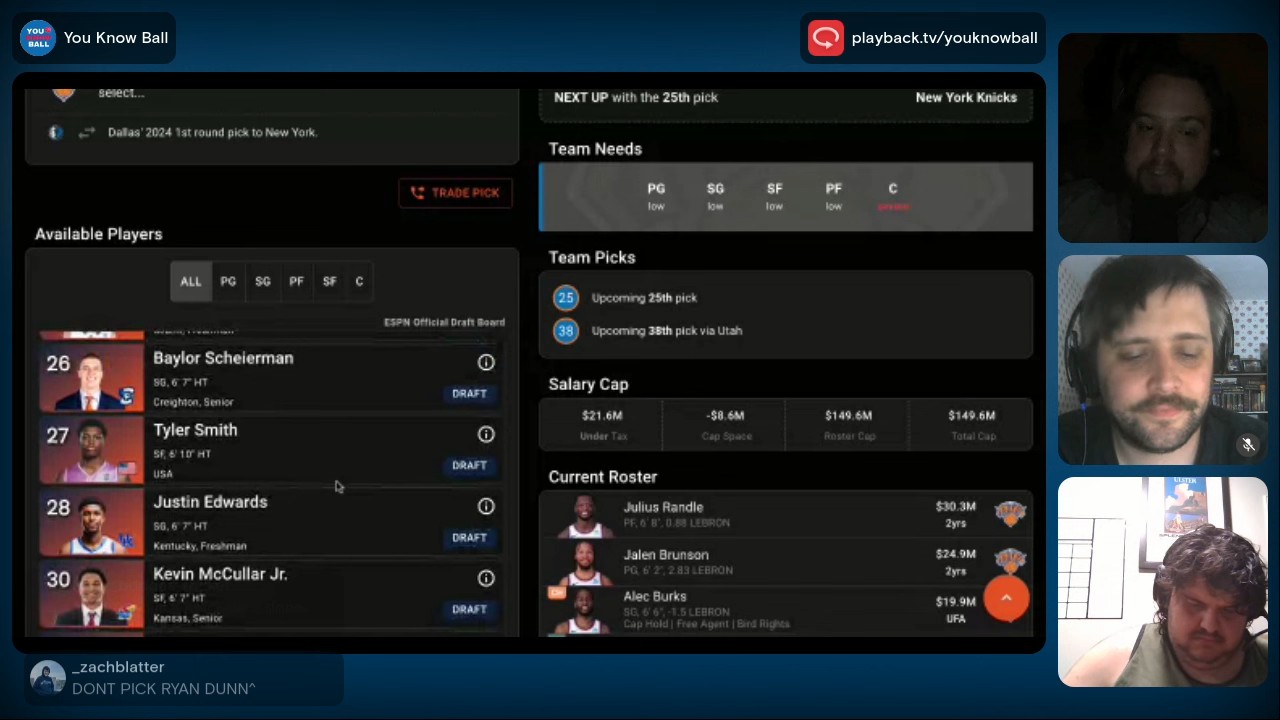 YOU KNOW BALL
You Know Ball
playback.tv/youknowball
select...
Dallas' 2024 1st round pick to New York.
TRADE PICK
Available Players
ALL PG SG PF SF C
ESPN Official Draft Board
26 Baylor Scheierman
SG, 6' 7" HT
DRAFT
Creighton, Senior
27 Tyler Smith
SF, 6' 10" HT
DRAFT
USA
28 Justin Edwards
SG, 6' 7" HT
DRAFT
Kentucky, Freshman
30 Kevin McCullar Jr.
SF, 6' 7" HT
DRAFT
Kansas, Senior
NEXT UP with the 25th pick New York Knicks
Team Needs
PG SG SF PF C
low low low low
Team Picks
25 Upcoming 25th pick
38 Upcoming 38th pick via Utah
Salary Cap
$21.6M -$8.6M $149.6M $149.6M
Under Tax Cap Space Roster Cap Total Cap
Current Roster
Julius Randle $30.3M
PF, 6' 8", 0.88 LEBRON 2yrs
Jalen Brunson $24.9M
PG, 6' 2", 2.83 LEBRON 2yrs
Alec Burks $19.9M
SG, 6' 6", -1.5 LEBRON UFA
Cap Hold | Free Agent | Bird Rights
ULSTER
_zachblatter
DONT PICK RYAN DUNN^